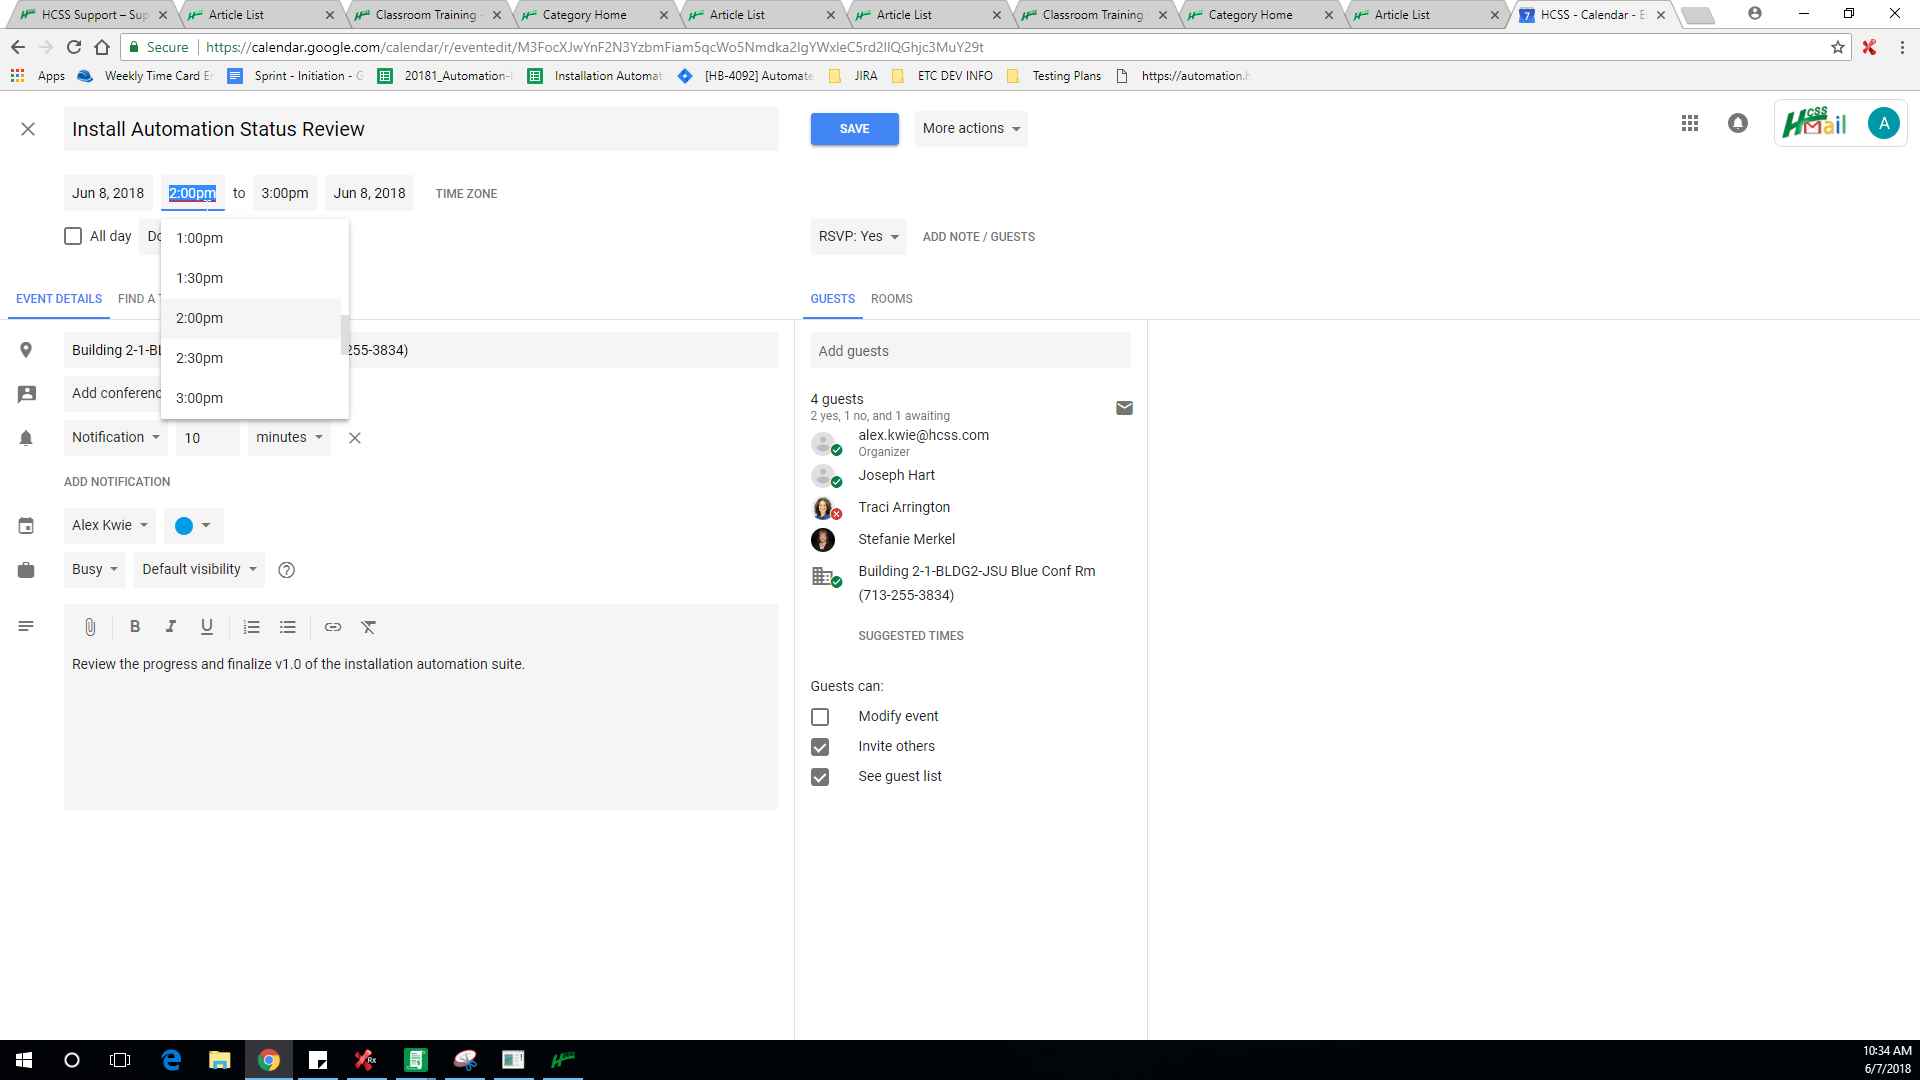 HCSS Support – Sup
Article List
Classroom Training -
Category Home
Article List
Article List
Classroom Training
Category Home
Article List
HCSS - Calendar - E
Secure
https://calendar.google.com/calendar/r/eventedit/M3FocXJwYnF2N3YzbmFiam5qcWo5Nmdka2lgYWxleC5rd2llQGhjc3MuY29t
Apps
Weekly Time Card E
Sprint - Initiation - G
20181_Automation-
Installation Automat
[HB-4092] Automate
JIRA
ETC DEV INFO
Testing Plans
https://automation.h
Install Automation Status Review
SAVE
More actions
HCSS Mail
A
Jun 8, 2018
2:00pm
to
3:00pm
Jun 8, 2018
TIME ZONE
All day
Do
1:00pm
1:30pm
2:00pm
2:30pm
3:00pm
RSVP: Yes
ADD NOTE / GUESTS
EVENT DETAILS
FIND A T
GUESTS
ROOMS
Building 2-1-BL
255-3834)
Add conferenc
Notification
10
minutes
ADD NOTIFICATION
Alex Kwie
Busy
Default visibility
B
I
U
Review the progress and finalize v1.0 of the installation automation suite.
Add guests
4 guests
2 yes, 1 no, and 1 awaiting
alex.kwie@hcss.com
Organizer
Joseph Hart
Traci Arrington
Stefanie Merkel
Building 2-1-BLDG2-JSU Blue Conf Rm
(713-255-3834)
SUGGESTED TIMES
Guests can:
Modify event
Invite others
See guest list
10:34 AM
6/7/2018